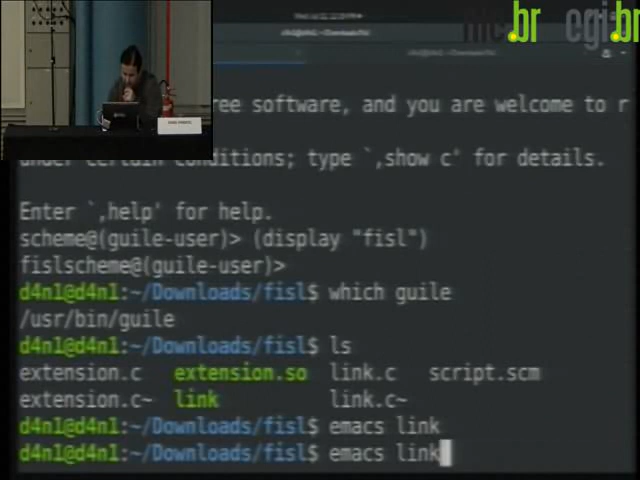 nic.br egi.br
ree software, and you are welcome to r
under certain conditions; type `,show c' for details.
Enter `,help' for help.
scheme@(guile-user)> (display "fisl")
fislscheme@(guile-user)>
d4n1@d4n1:~/Downloads/fisl$ which guile
/usr/bin/guile
d4n1@d4n1:~/Downloads/fisl$ ls
extension.c extension.so link.c script.scm
extension.c~ link link.c~
d4n1@d4n1:~/Downloads/fisl$ emacs link
d4n1@d4n1:~/Downloads/fisl$ emacs link